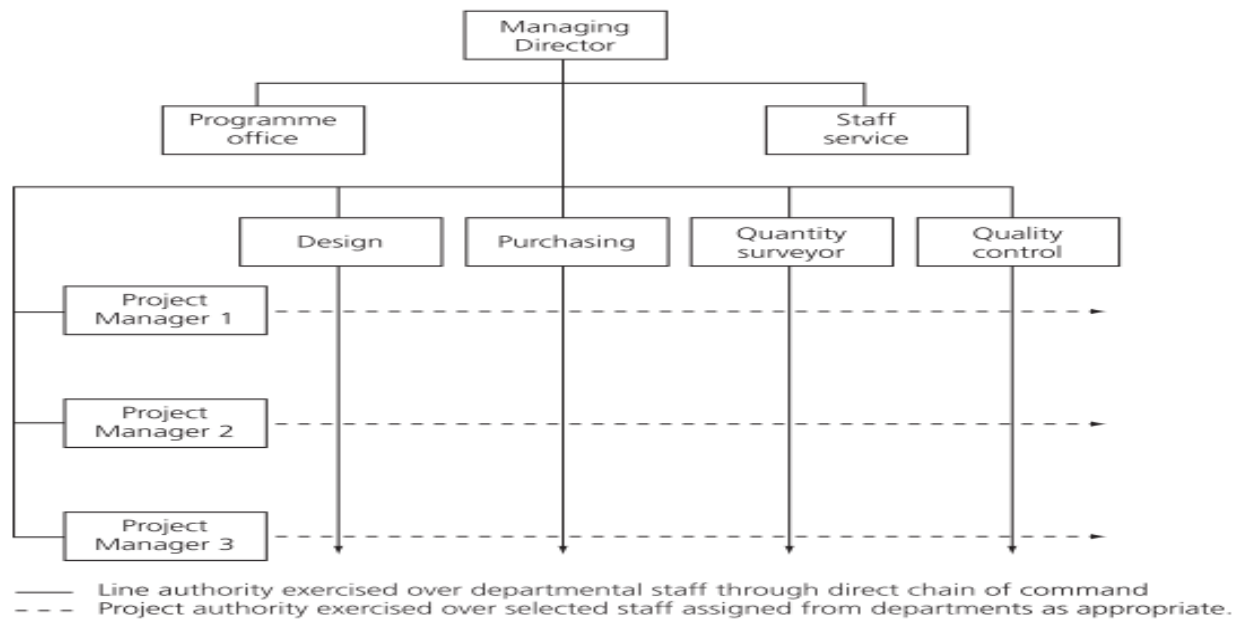 Managing
Director
Programme
office
Staff
service
Design
Purchasing
Quantity
surveyor
Quality
control
Project
Manager 1
Project
Manager 2
Project
Manager 3
Line authority exercised over departmental staff through direct chain of command
Project authority exercised over selected staff assigned from departments as appropriate.